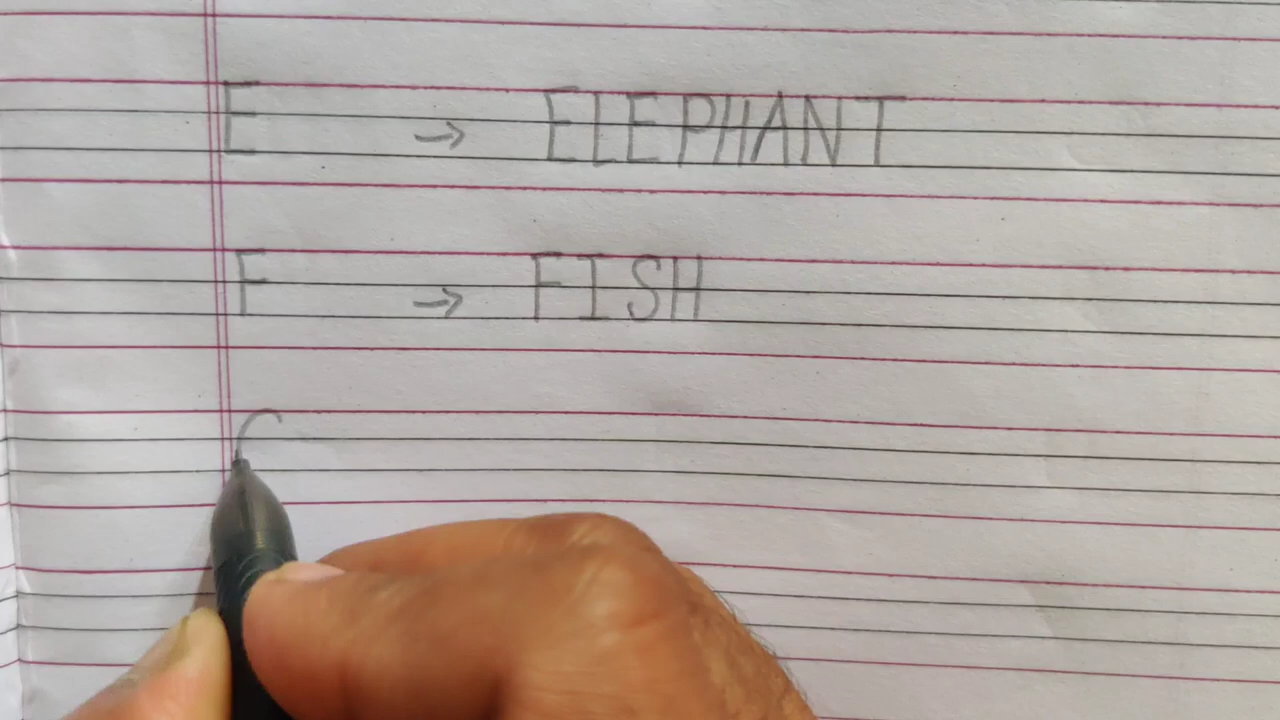 E → ELEPHANT
F → FISH